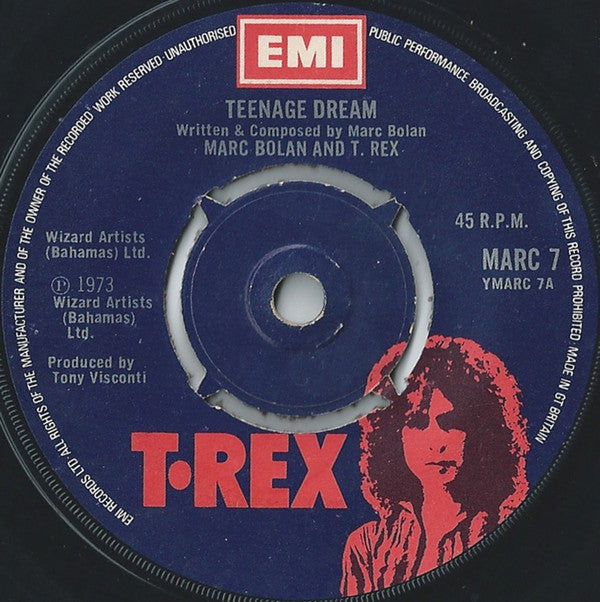 EMI
TEENAGE DREAM
Written & Composed by Marc Bolan
MARC BOLAN AND T. REX
Wizard Artists
(Bahamas) Ltd.
Ⓟ 1973
Wizard Artists
(Bahamas)
Ltd.
Produced by
Tony Visconti
45 R.P.M.
MARC 7
YMARC 7A
T•REX
EMI RECORDS LTD·ALL RIGHTS OF THE MANUFACTURER AND OF THE OWNER OF THE RECORDED WORK RESERVED·UNAUTHORISED PUBLIC PERFORMANCE BROADCASTING AND COPYING OF THIS RECORD PROHIBITED MADE IN GT BRITAIN